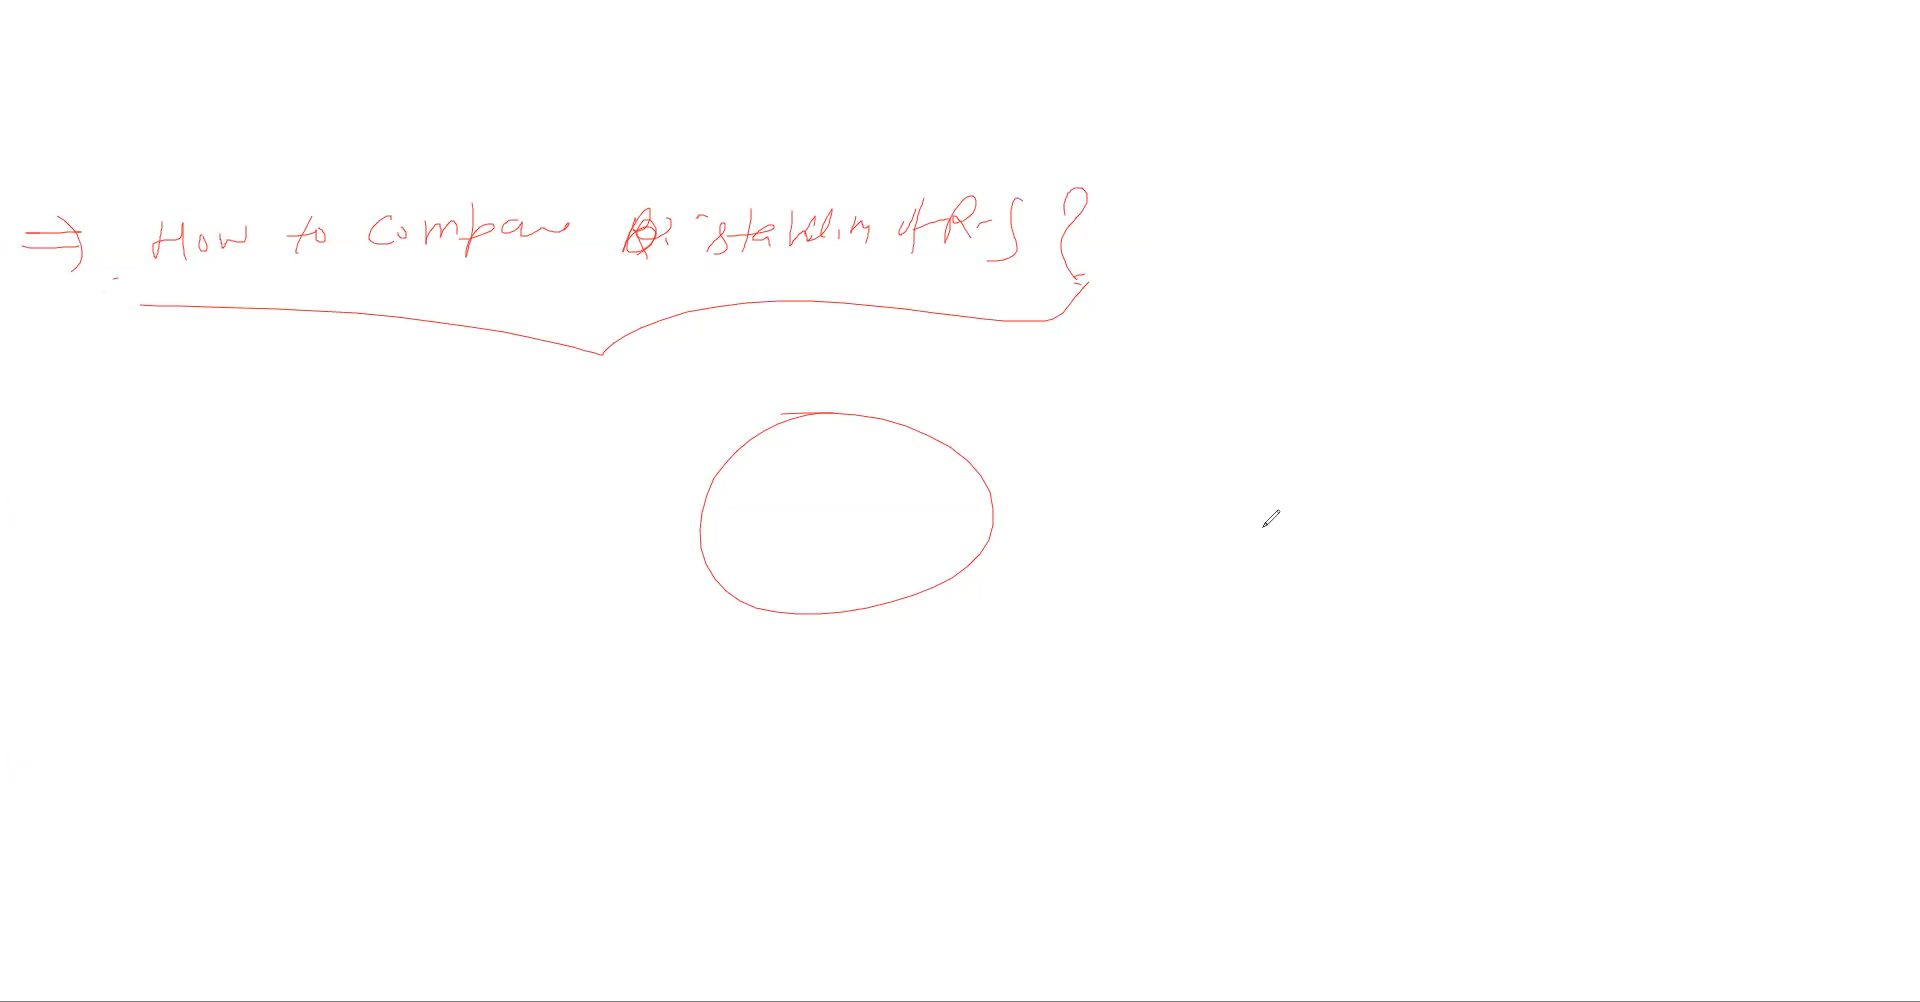 ⇒ How to compare stability of R-S ?